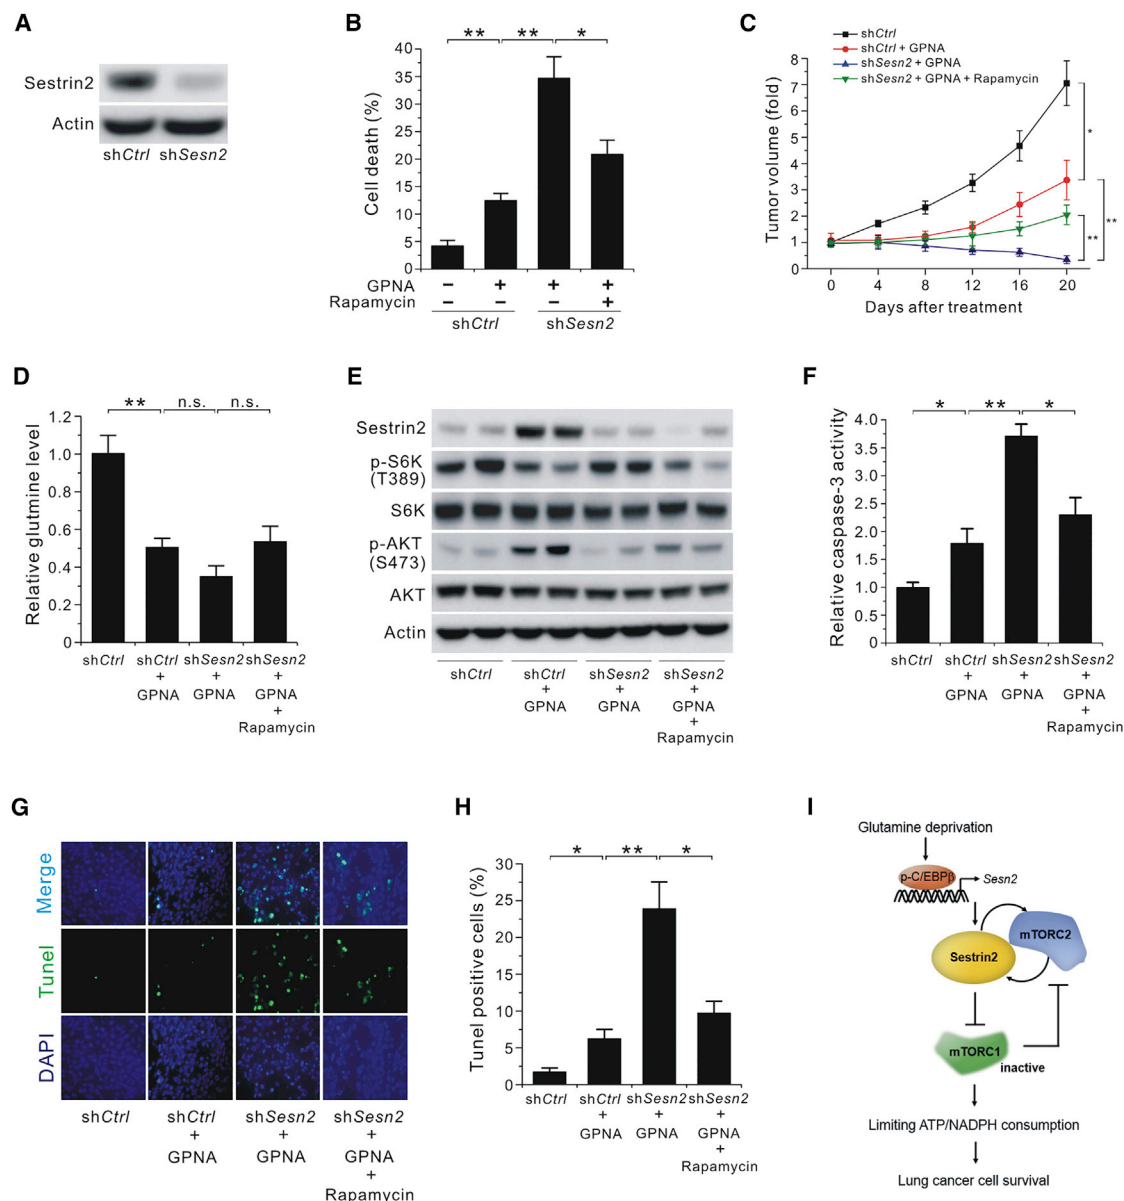 A
Sestrin2
Actin
shCtrl shSesn2
B
** ** *
Cell death (%)
40
35
30
25
20
15
10
5
0
GPNA – + + +
Rapamycin – – – +
shCtrl shSesn2
C
shCtrl
shCtrl + GPNA
shSesn2 + GPNA
shSesn2 + GPNA + Rapamycin
Tumor volume (fold)
8
7
6
5
4
3
2
1
0
*
**
**
0 4 8 12 16 20
Days after treatment
D
** n.s. n.s.
Relative glutmine level
1.2
1.0
0.8
0.6
0.4
0.2
0
shCtrl shCtrl shSesn2 shSesn2
+ + +
GPNA GPNA GPNA
+
Rapamycin
E
Sestrin2
p-S6K
(T389)
S6K
p-AKT
(S473)
AKT
Actin
shCtrl shCtrl shSesn2 shSesn2
+ + +
GPNA GPNA GPNA
+
Rapamycin
F
* ** *
Relative caspase-3 activity
4.0
3.5
3.0
2.5
2.0
1.5
1.0
0.5
0
shCtrl shCtrl shSesn2 shSesn2
+ + +
GPNA GPNA GPNA
+
Rapamycin
G
Merge
Tunel
DAPI
shCtrl shCtrl shSesn2 shSesn2
+ + +
GPNA GPNA GPNA
+
Rapamycin
H
* ** *
Tunel positive cells (%)
30
25
20
15
10
5
0
shCtrl shCtrl shSesn2 shSesn2
+ + +
GPNA GPNA GPNA
+
Rapamycin
I
Glutamine deprivation
p-C/EBPβ
Sesn2
mTORC2
Sestrin2
mTORC1
inactive
Limiting ATP/NADPH consumption
Lung cancer cell survival